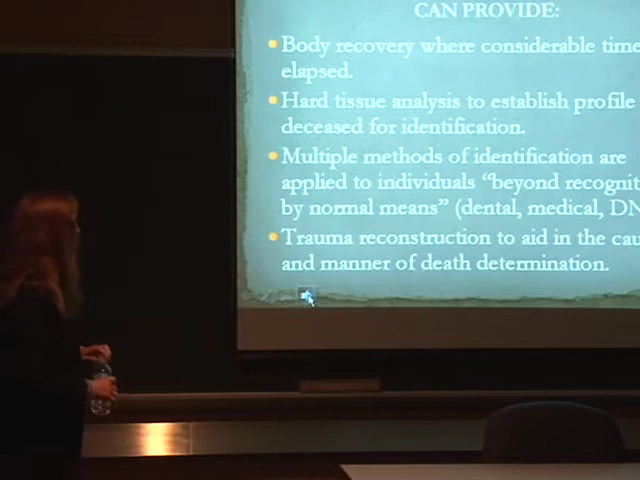 CAN PROVIDE:
Body recovery where considerable time
elapsed.
Hard tissue analysis to establish profile
deceased for identification.
Multiple methods of identification are
applied to individuals “beyond
by normal means” (dental, medical,
Trauma reconstruction to aid in the
and manner of death determination.